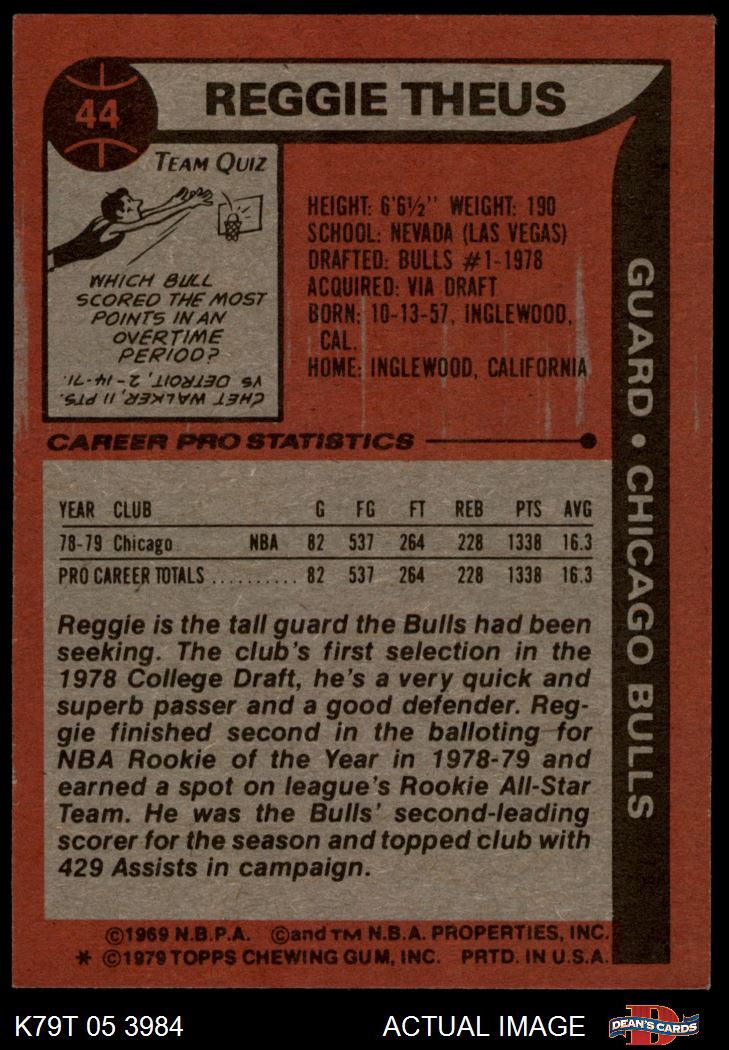 44
REGGIE THEUS
TEAM QUIZ
WHICH BULL
SCORED THE MOST
POINTS IN AN
OVERTIME
PERIOD?
CHET WALKER, 11 PTS.
VS DETROIT, 2-14-71.
HEIGHT: 6'6½" WEIGHT: 190
SCHOOL: NEVADA (LAS VEGAS)
DRAFTED: BULLS #1-1978
ACQUIRED: VIA DRAFT
BORN: 10-13-57, INGLEWOOD,
CAL.
HOME: INGLEWOOD, CALIFORNIA
GUARD • CHICAGO BULLS
CAREER PRO STATISTICS
YEAR CLUB G FG FT REB PTS AVG
78-79 Chicago NBA 82 537 264 228 1338 16.3
PRO CAREER TOTALS .......... 82 537 264 228 1338 16.3
Reggie is the tall guard the Bulls had been
seeking. The club's first selection in the
1978 College Draft, he's a very quick and
superb passer and a good defender. Reg-
gie finished second in the balloting for
NBA Rookie of the Year in 1978-79 and
earned a spot on league's Rookie All-Star
Team. He was the Bulls' second-leading
scorer for the season and topped club with
429 Assists in campaign.
©1969 N.B.P.A. ©and TM N.B.A. PROPERTIES, INC.
* ©1979 TOPPS CHEWING GUM, INC. PRTD. IN U.S.A.
K79T 05 3984
ACTUAL IMAGE
D
DEAN'S CARDS